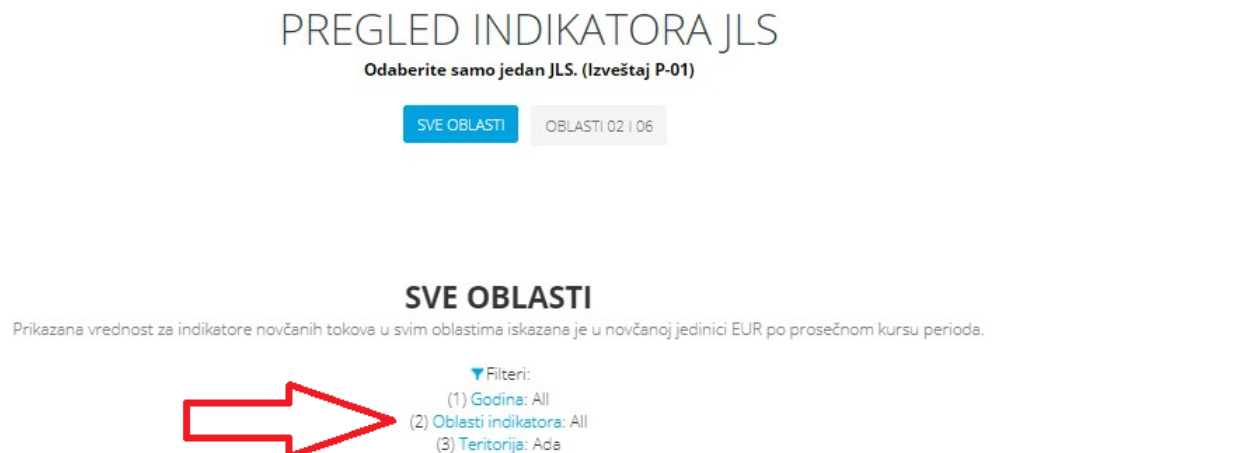 PREGLED INDIKATORA JLS
Odaberite samo jedan JLS. (Izveštaj P-01)
SVE OBLASTI
OBLASTI 02 I 06
SVE OBLASTI
Prikazana vrednost za indikatore novčanih tokova u svim oblastima iskazana je u novčanoj jedinici EUR po prosečnom kursu perioda.
Filteri:
(1) Godina: All
(2) Oblasti indikatora: All
(3) Teritorija: Ada